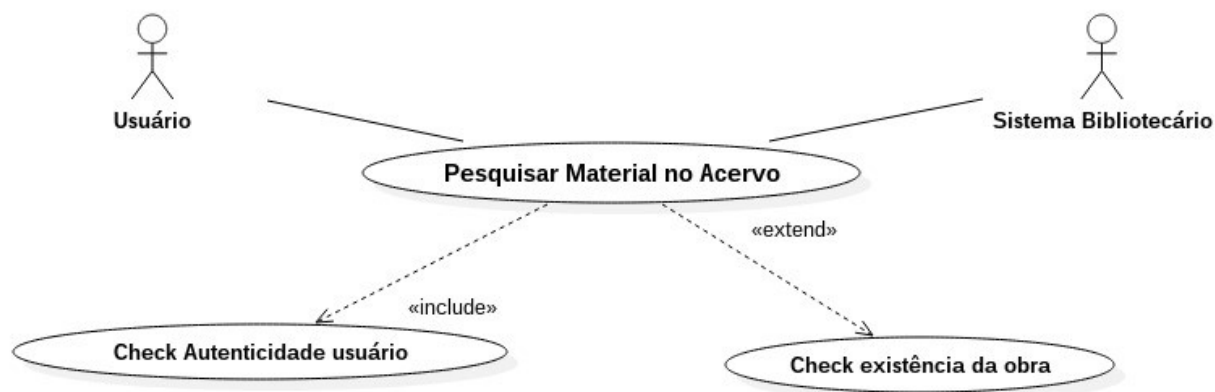 Usuário
Sistema Bibliotecário
Pesquisar Material no Acervo
«extend»
«include»
Check Autenticidade usuário
Check existência da obra